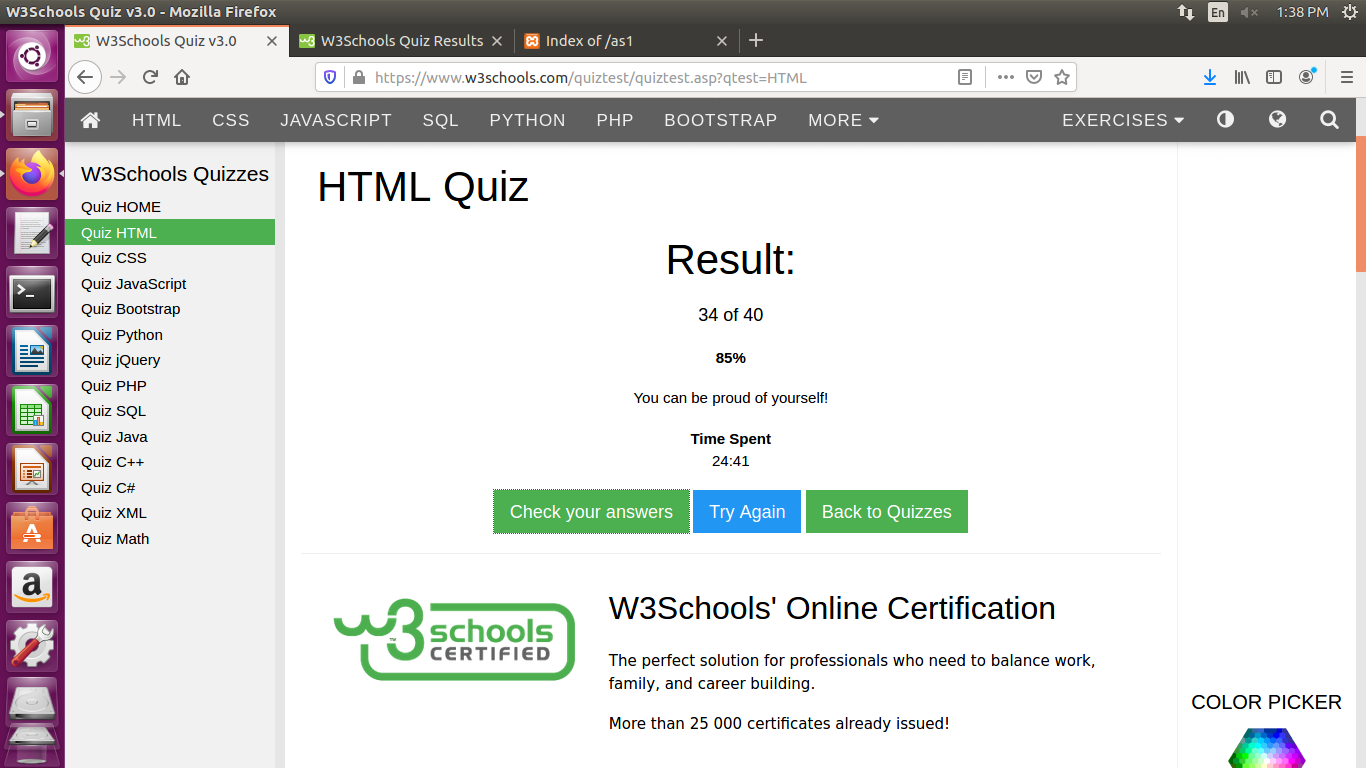 W3Schools Quiz v3.0 - Mozilla Firefox
En
1:38 PM
W3Schools Quiz v3.0
W3Schools Quiz Results
Index of /as1
https://www.w3schools.com/quiztest/quiztest.asp?qtest=HTML
HTML CSS JAVASCRIPT SQL PYTHON PHP BOOTSTRAP MORE EXERCISES
W3Schools Quizzes
Quiz HOME
Quiz HTML
Quiz CSS
Quiz JavaScript
Quiz Bootstrap
Quiz Python
Quiz jQuery
Quiz PHP
Quiz SQL
Quiz Java
Quiz C++
Quiz C#
Quiz XML
Quiz Math
HTML Quiz
Result:
34 of 40
85%
You can be proud of yourself!
Time Spent
24:41
Check your answers Try Again Back to Quizzes
w3schools
TM
CERTIFIED
W3Schools' Online Certification
The perfect solution for professionals who need to balance work,
family, and career building.
More than 25 000 certificates already issued!
COLOR PICKER